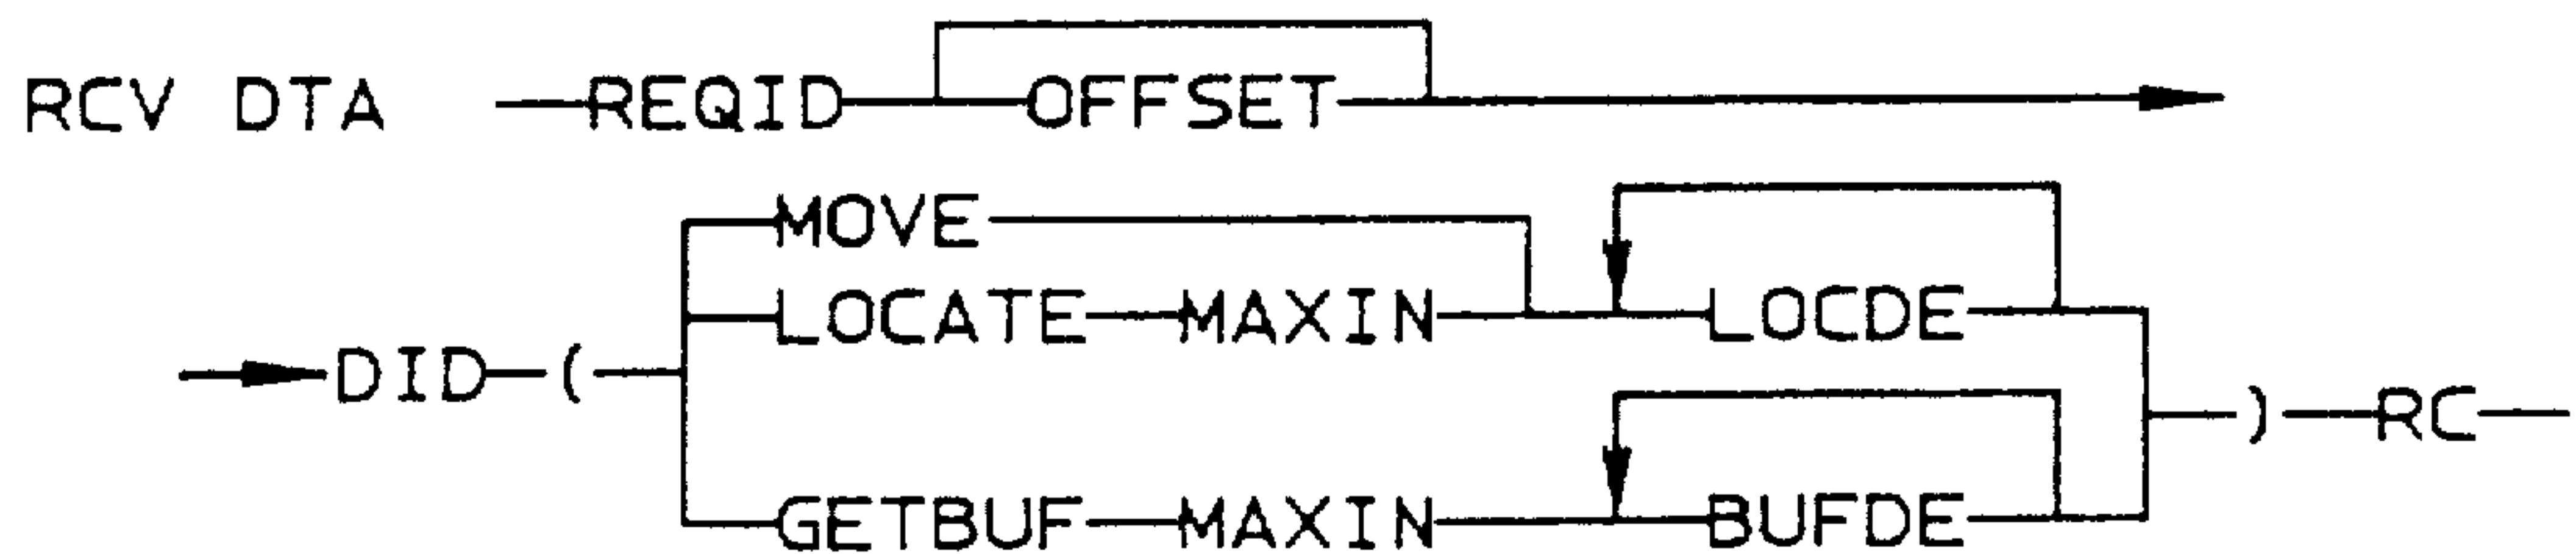 RCV DTA REQID OFFSET
MOVE
LOCATE MAXIN LOCDE
DID (
) RC
GETBUF MAXIN BUFDE